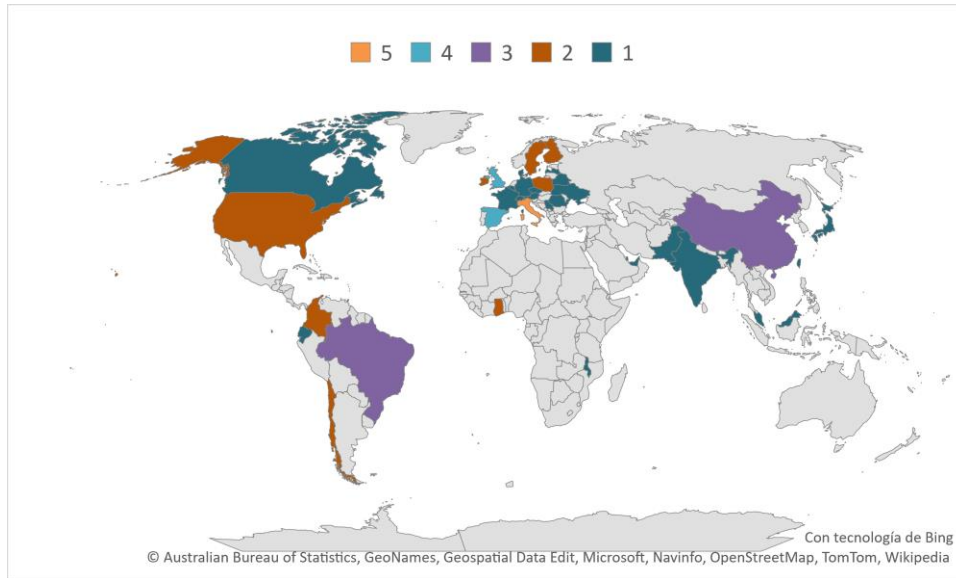 5 4 3 2 1
Con tecnología de Bing
© Australian Bureau of Statistics, GeoNames, Geospatial Data Edit, Microsoft, Navinfo, OpenStreetMap, TomTom, Wikipedia